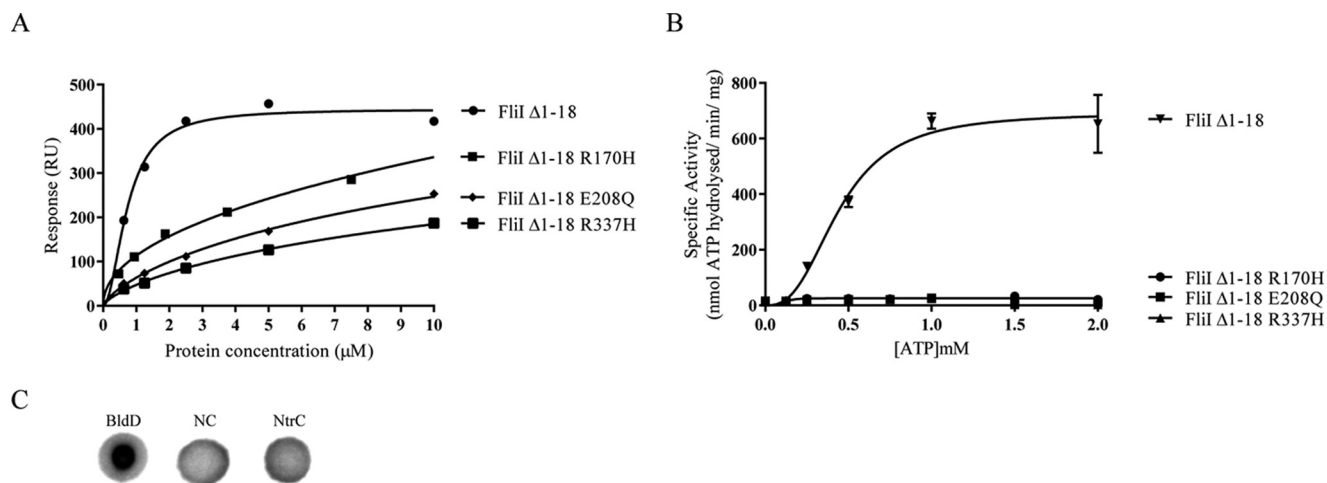 A
Response (RU)
500
400
300
200
100
0
0 1 2 3 4 5 6 7 8 9 10
Protein concentration (μM)
FliI Δ1-18
FliI Δ1-18 R170H
FliI Δ1-18 E208Q
FliI Δ1-18 R337H
B
Specific Activity
(nmol ATP hydrolysed/ min/ mg)
800
600
400
200
0
0.0 0.5 1.0 1.5 2.0
[ATP]mM
FliI Δ1-18
FliI Δ1-18 R170H
FliI Δ1-18 E208Q
FliI Δ1-18 R337H
C
BldD NC NtrC